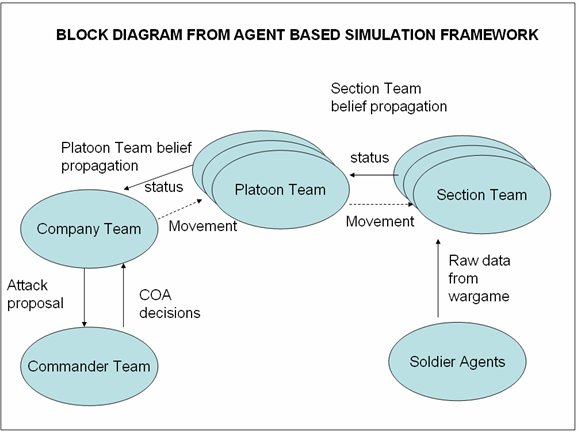 BLOCK DIAGRAM FROM AGENT BASED SIMULATION FRAMEWORK
Section Team
belief propagation
Platoon Team belief
propagation
status
status
Platoon Team
Section Team
Company Team
Movement
Movement
Attack
proposal
COA
decisions
Raw data
from
wargame
Commander Team
Soldier Agents